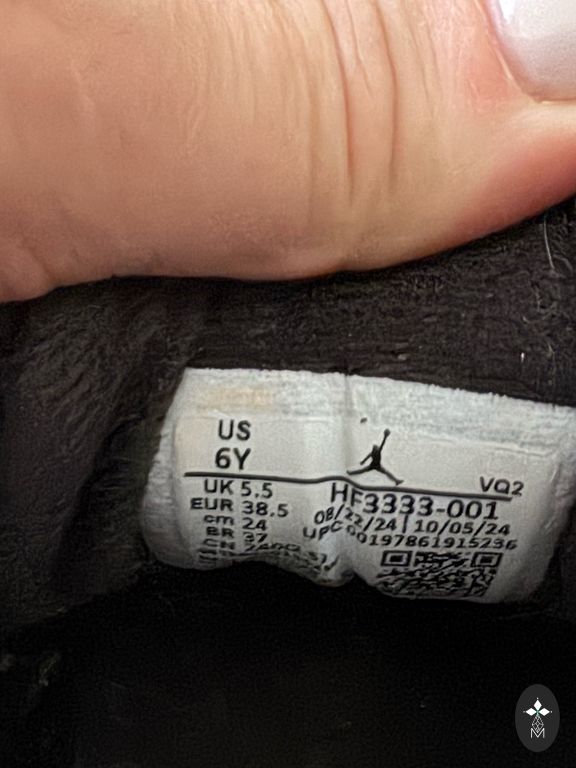 US
6Y
VQ2
UK 5.5
HF3333-001
EUR 38.5
08/22/24 | 10/05/24
cm 24
UPC 00197861915236
BR 37
CN
M